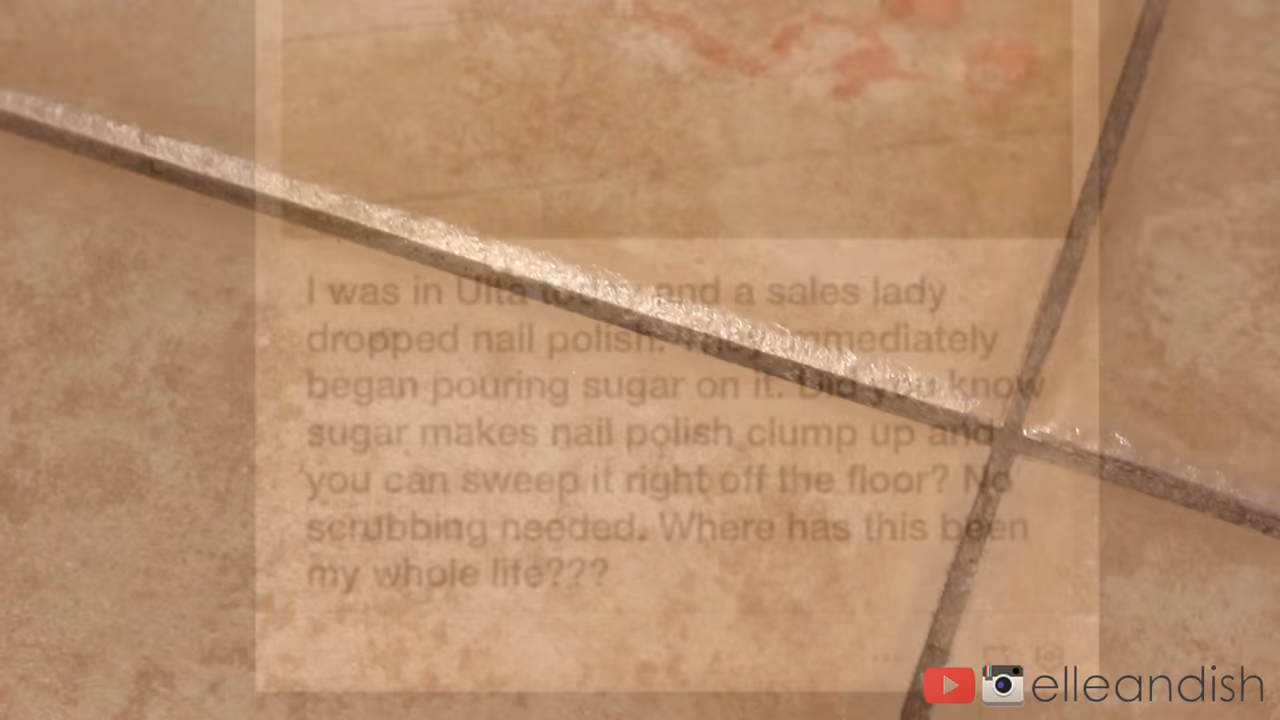 I was in Ulta today and a sales lady
dropped nail polish. They immediately
began pouring sugar on it. Did you know
sugar makes nail polish clump up and
you can sweep it right off the floor? No
scrubbing needed. Where has this been
my whole life???
elleandish